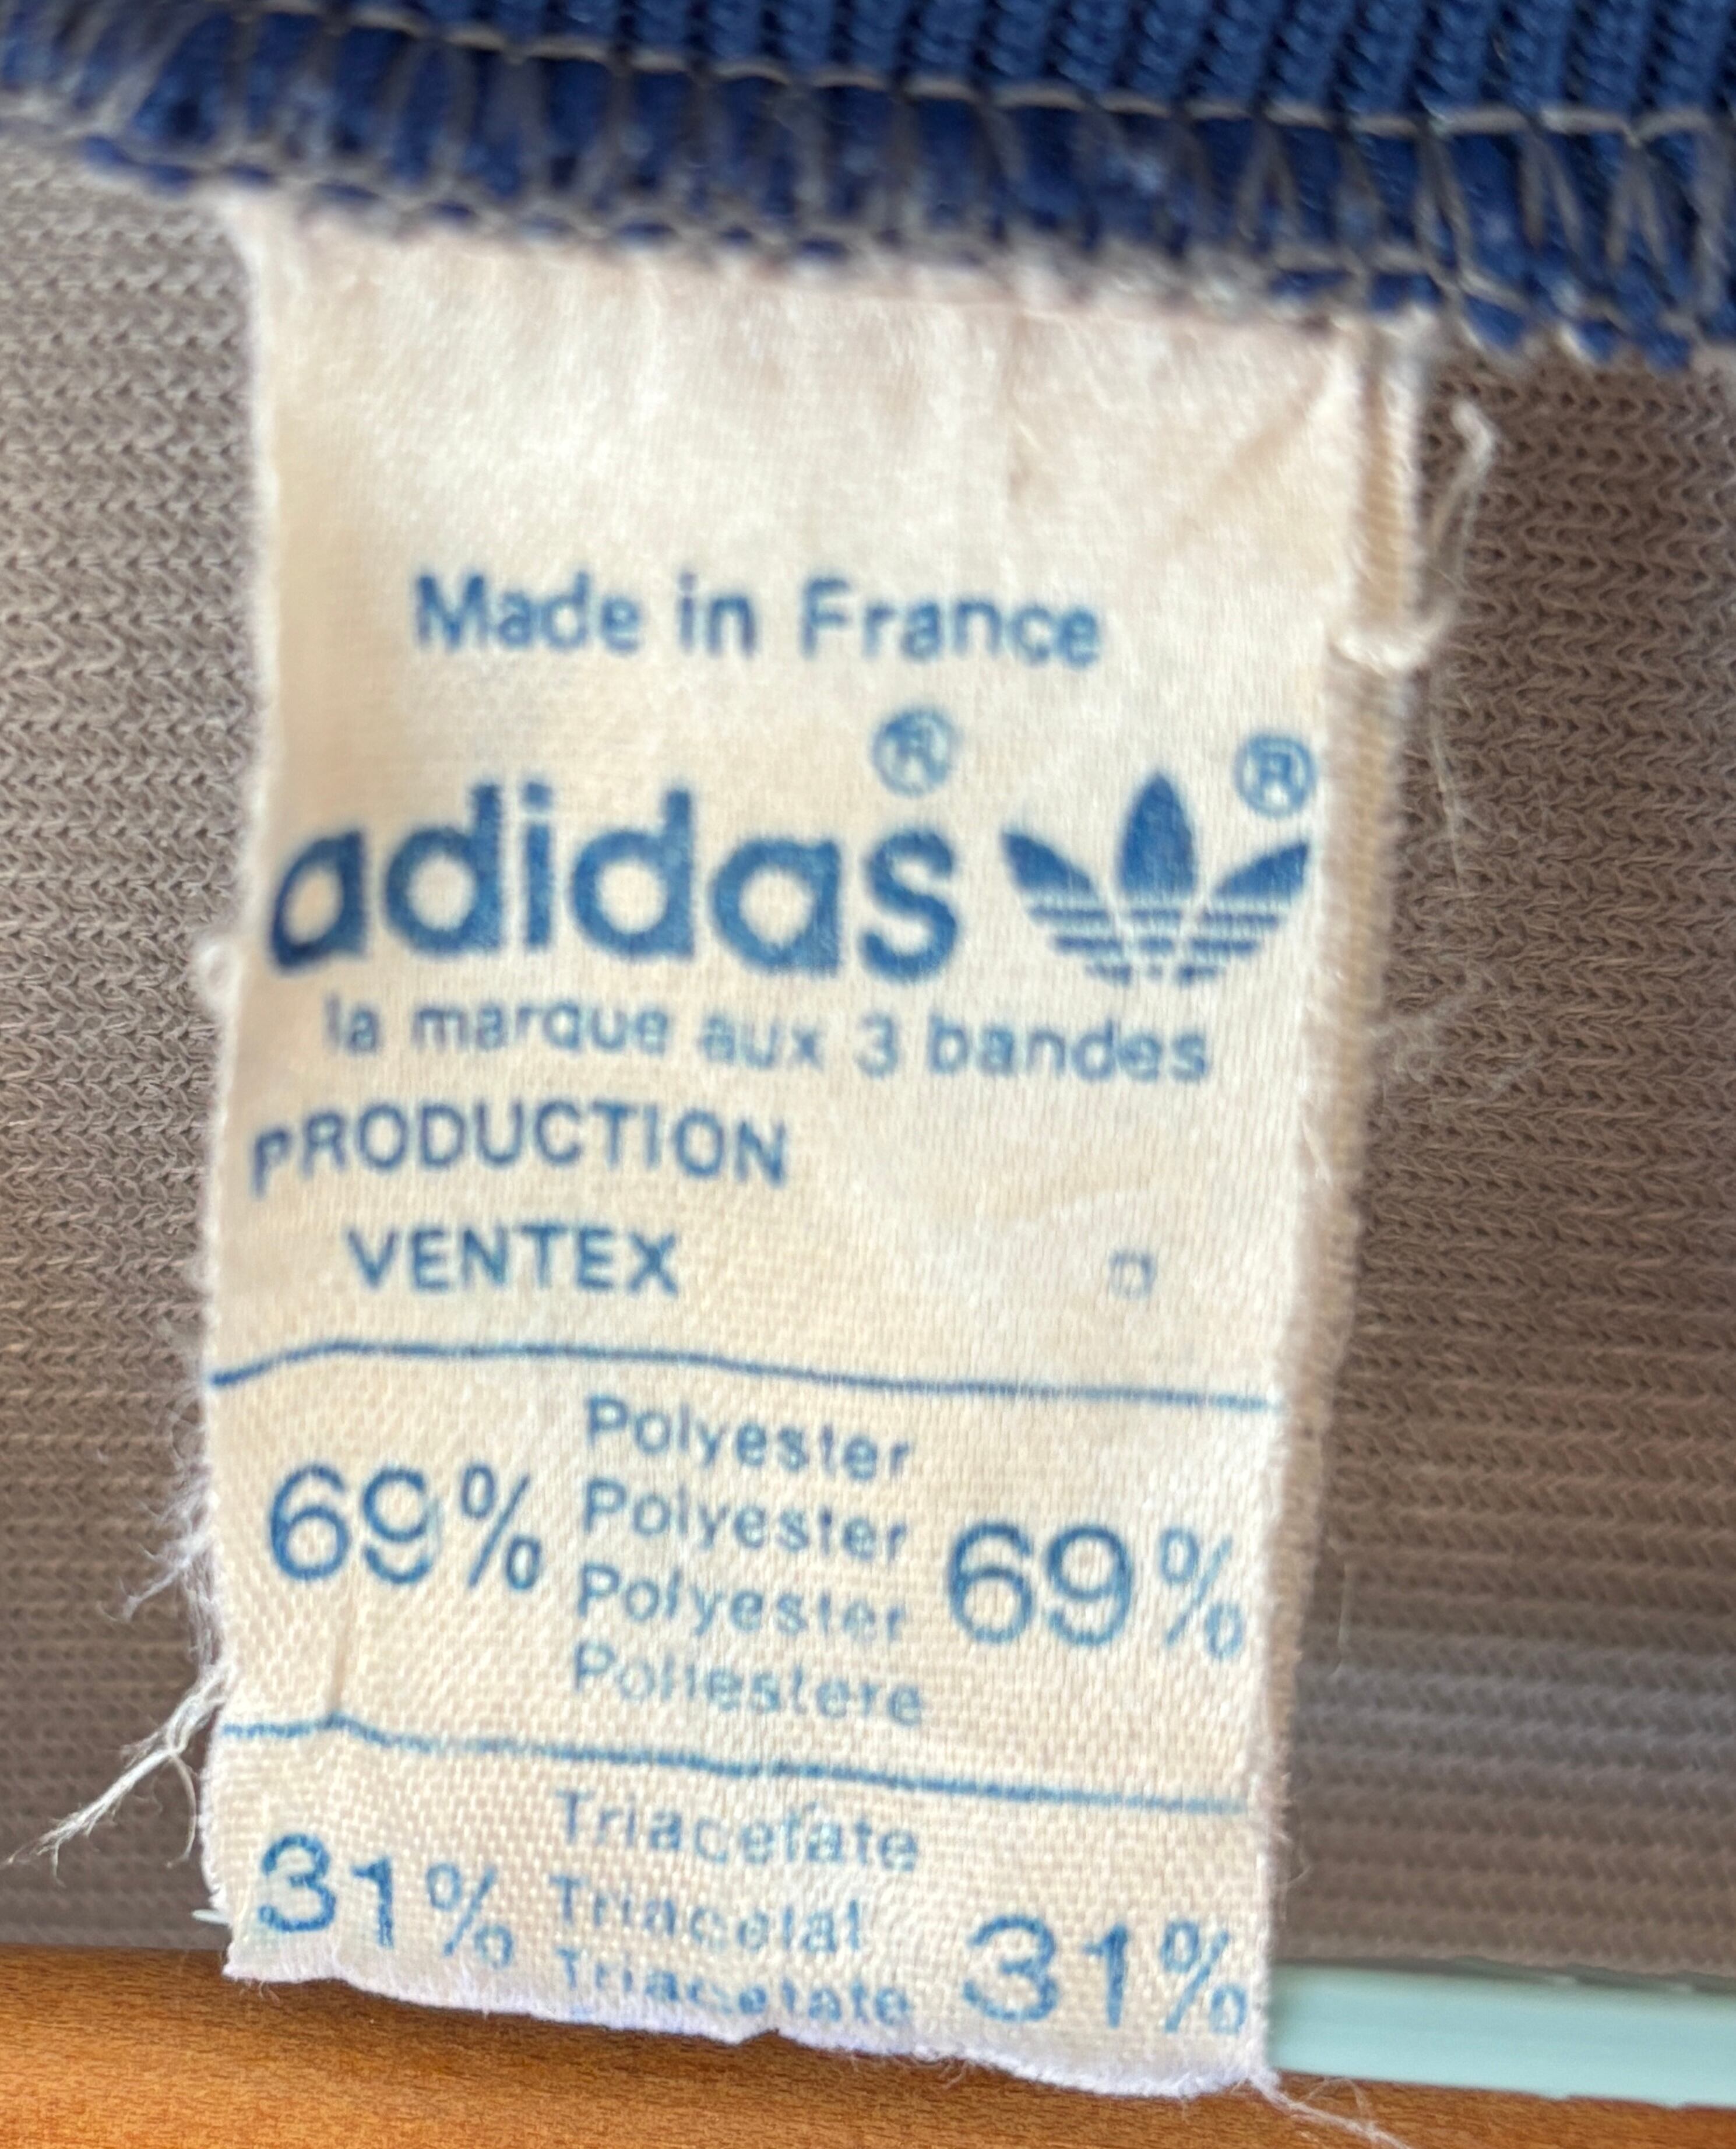 Made in France
adidas® ®
la marque aux 3 bandes
PRODUCTION
VENTEX
Polyester
69% Polyester 69%
Polyester
Poliestere
Triacetate
31% Triacetat 31%
Triacetate